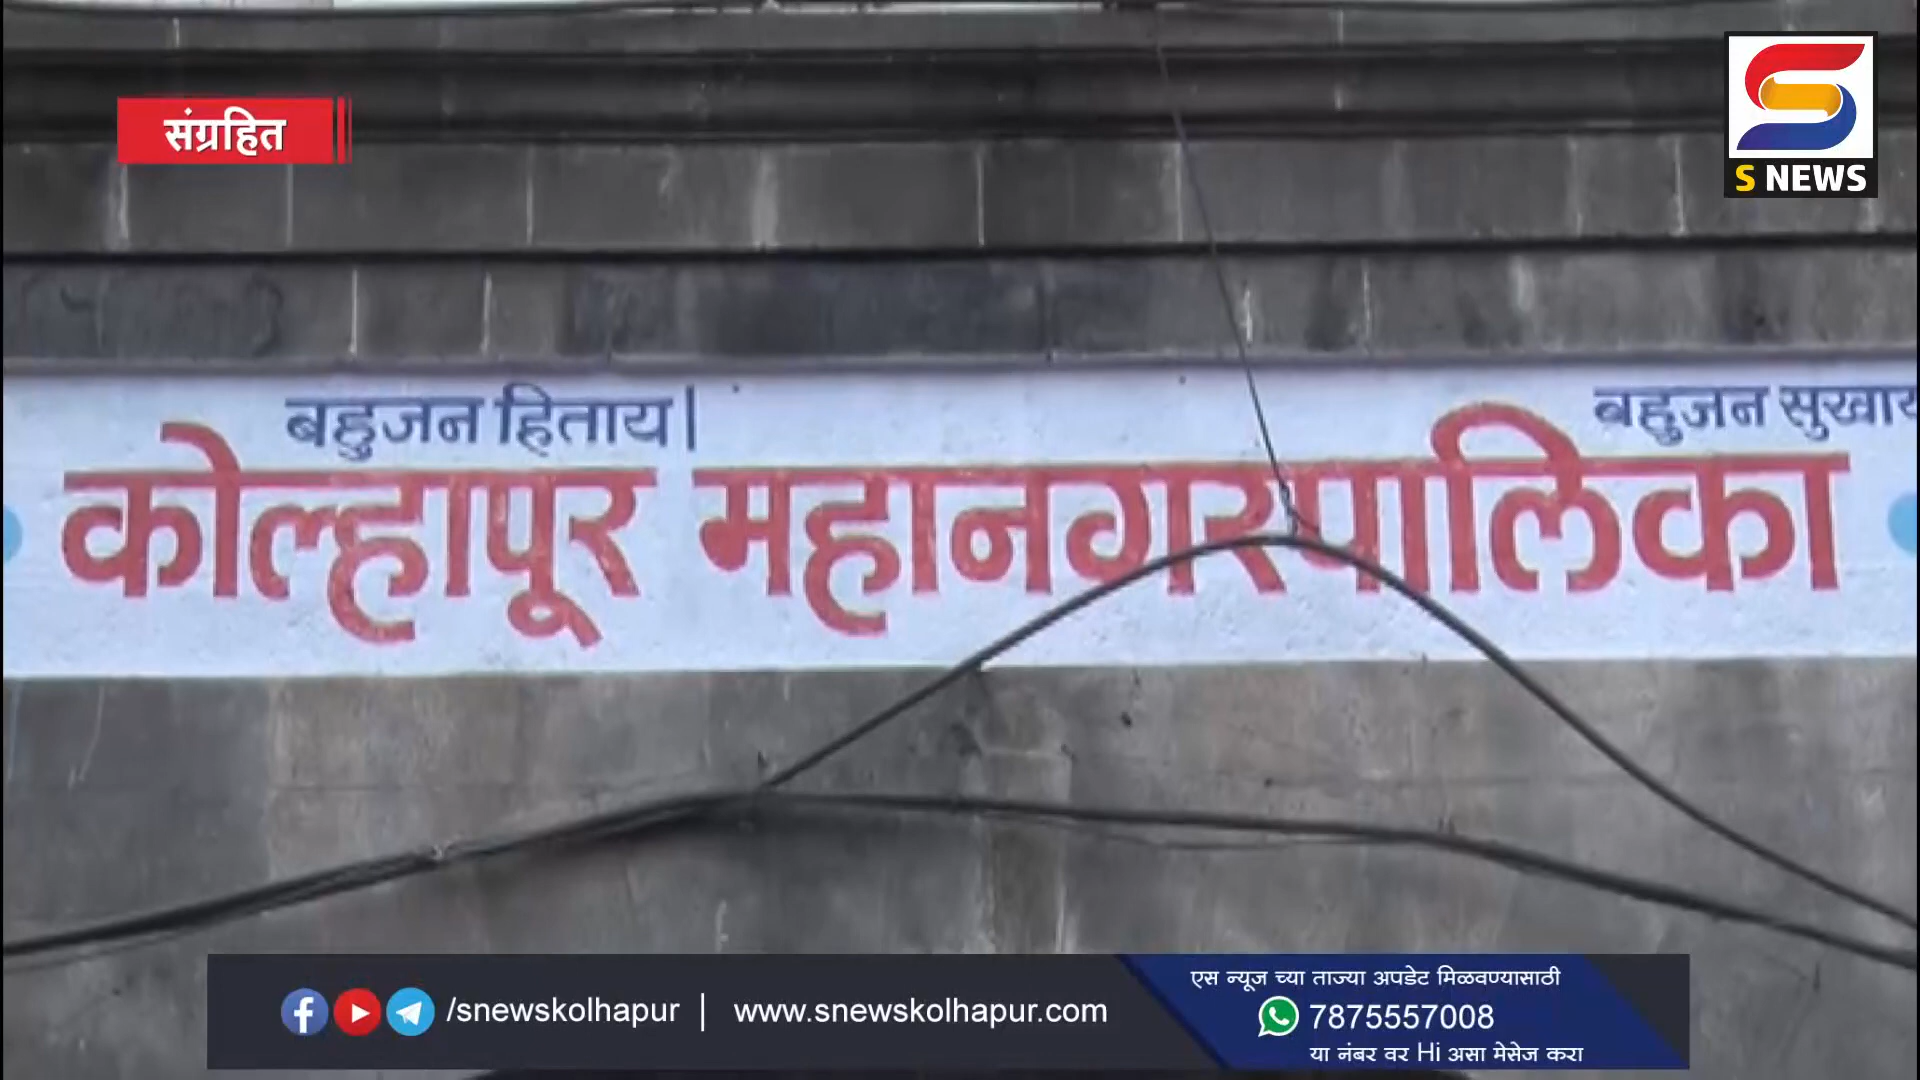 संग्रहित
S NEWS
बहुजन हिताय|
बहुजन सुखाय
कोल्हापूर महानगरपालिका
/snewskolhapur | www.snewskolhapur.com
एस न्यूज च्या ताज्या अपडेट मिळवण्यासाठी
7875557008
या नंबर वर Hi असा मेसेज करा